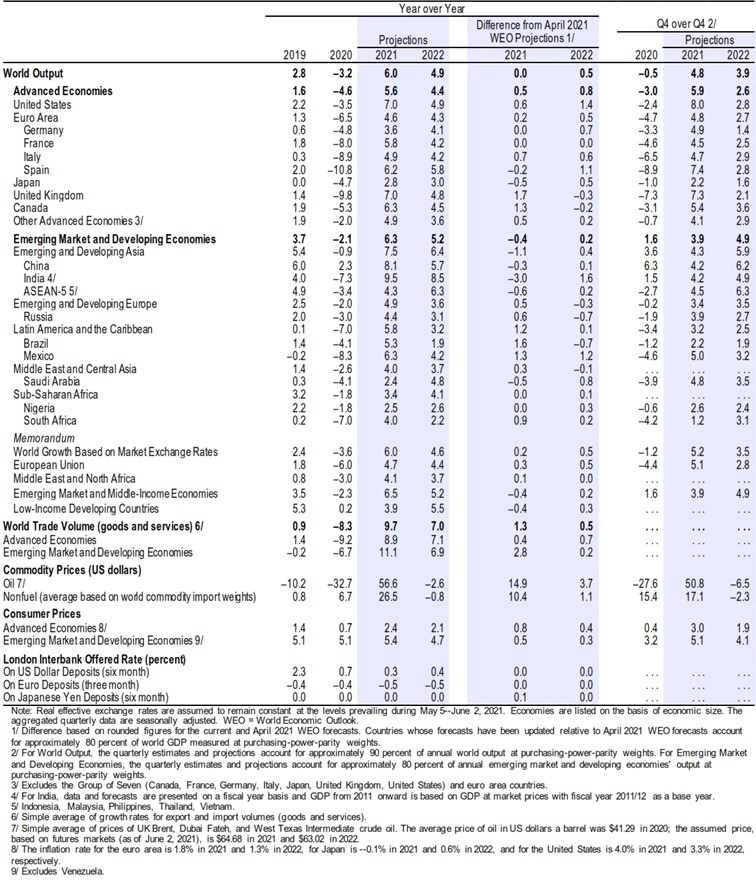 Year over Year
Difference from April 2021 Q4 over Q4 2/
Projections WEO Projections 1/ Projections
2019 2020 2021 2022 2021 2022 2020 2021 2022
World Output 2.8 –3.2 6.0 4.9 0.0 0.5 –0.5 4.8 3.9
Advanced Economies 1.6 –4.6 5.6 4.4 0.5 0.8 –3.0 5.9 2.6
United States 2.2 –3.5 7.0 4.9 0.6 1.4 –2.4 8.0 2.8
Euro Area 1.3 –6.5 4.6 4.3 0.2 0.5 –4.7 4.8 2.7
Germany 0.6 –4.8 3.6 4.1 0.0 0.7 –3.3 4.9 1.4
France 1.8 –8.0 5.8 4.2 0.0 0.0 –4.6 4.5 2.5
Italy 0.3 –8.9 4.9 4.2 0.7 0.6 –6.5 4.7 2.9
Spain 2.0 –10.8 6.2 5.8 –0.2 1.1 –8.9 7.4 2.8
Japan 0.0 –4.7 2.8 3.0 –0.5 0.5 –1.0 2.2 1.6
United Kingdom 1.4 –9.8 7.0 4.8 1.7 –0.3 –7.3 7.3 2.1
Canada 1.9 –5.3 6.3 4.5 1.3 –0.2 –3.1 5.4 3.6
Other Advanced Economies 3/ 1.9 –2.0 4.9 3.6 0.5 0.2 –0.7 4.1 2.9
Emerging Market and Developing Economies 3.7 –2.1 6.3 5.2 –0.4 0.2 1.6 3.9 4.9
Emerging and Developing Asia 5.4 –0.9 7.5 6.4 –1.1 0.4 3.6 4.3 5.9
China 6.0 2.3 8.1 5.7 –0.3 0.1 6.3 4.2 6.2
India 4/ 4.0 –7.3 9.5 8.5 –3.0 1.6 1.5 4.2 4.9
ASEAN-5 5/ 4.9 –3.4 4.3 6.3 –0.6 0.2 –2.7 4.5 6.3
Emerging and Developing Europe 2.5 –2.0 4.9 3.6 0.5 –0.3 –0.2 3.4 3.5
Russia 2.0 –3.0 4.4 3.1 0.6 –0.7 –1.9 3.9 2.7
Latin America and the Caribbean 0.1 –7.0 5.8 3.2 1.2 0.1 –3.4 3.2 2.5
Brazil 1.4 –4.1 5.3 1.9 1.6 –0.7 –1.2 2.2 1.9
Mexico –0.2 –8.3 6.3 4.2 1.3 1.2 –4.6 5.0 3.2
Middle East and Central Asia 1.4 –2.6 4.0 3.7 0.3 –0.1 ... ... ...
Saudi Arabia 0.3 –4.1 2.4 4.8 –0.5 0.8 –3.9 4.8 3.5
Sub-Saharan Africa 3.2 –1.8 3.4 4.1 0.0 0.1 ... ... ...
Nigeria 2.2 –1.8 2.5 2.6 0.0 0.3 –0.6 2.6 2.4
South Africa 0.2 –7.0 4.0 2.2 0.9 0.2 –4.2 1.2 3.1
Memorandum
World Growth Based on Market Exchange Rates 2.4 –3.6 6.0 4.6 0.2 0.5 –1.2 5.2 3.5
European Union 1.8 –6.0 4.7 4.4 0.3 0.5 –4.4 5.1 2.8
Middle East and North Africa 0.8 –3.0 4.1 3.7 0.1 0.0 ... ... ...
Emerging Market and Middle-Income Economies 3.5 –2.3 6.5 5.2 –0.4 0.2 1.6 3.9 4.9
Low-Income Developing Countries 5.3 0.2 3.9 5.5 –0.4 0.3 ... ... ...
World Trade Volume (goods and services) 6/ 0.9 –8.3 9.7 7.0 1.3 0.5 ... ... ...
Advanced Economies 1.4 –9.2 8.9 7.1 0.4 0.7 ... ... ...
Emerging Market and Developing Economies –0.2 –6.7 11.1 6.9 2.8 0.2 ... ... ...
Commodity Prices (US dollars)
Oil 7/ –10.2 –32.7 56.6 –2.6 14.9 3.7 –27.6 50.8 –6.5
Nonfuel (average based on world commodity import weights) 0.8 6.7 26.5 –0.8 10.4 1.1 15.4 17.1 –2.3
Consumer Prices
Advanced Economies 8/ 1.4 0.7 2.4 2.1 0.8 0.4 0.4 3.0 1.9
Emerging Market and Developing Economies 9/ 5.1 5.1 5.4 4.7 0.5 0.3 3.2 5.1 4.1
London Interbank Offered Rate (percent)
On US Dollar Deposits (six month) 2.3 0.7 0.3 0.4 0.0 0.0 ... ... ...
On Euro Deposits (three month) –0.4 –0.4 –0.5 –0.5 0.0 0.0 ... ... ...
On Japanese Yen Deposits (six month) 0.0 0.0 0.0 0.0 0.1 0.0 ... ... ...
Note: Real effective exchange rates are assumed to remain constant at the levels prevailing during May 5--June 2, 2021. Economies are listed on the basis of economic size. The
aggregated quarterly data are seasonally adjusted. WEO = World Economic Outlook.
1/ Difference based on rounded figures for the current and April 2021 WEO forecasts. Countries whose forecasts have been updated relative to April 2021 WEO forecasts account
for approximately 80 percent of world GDP measured at purchasing-power-parity weights.
2/ For World Output, the quarterly estimates and projections account for approximately 90 percent of annual world output at purchasing-power-parity weights. For Emerging Market
and Developing Economies, the quarterly estimates and projections account for approximately 80 percent of annual emerging market and developing economies' output at
purchasing-power-parity weights.
3/ Excludes the Group of Seven (Canada, France, Germany, Italy, Japan, United Kingdom, United States) and euro area countries.
4/ For India, data and forecasts are presented on a fiscal year basis and GDP from 2011 onward is based on GDP at market prices with fiscal year 2011/12 as a base year.
5/ Indonesia, Malaysia, Philippines, Thailand, Vietnam.
6/ Simple average of growth rates for export and import volumes (goods and services).
7/ Simple average of prices of UK Brent, Dubai Fateh, and West Texas Intermediate crude oil. The average price of oil in US dollars a barrel was $41.29 in 2020; the assumed price,
based on futures markets (as of June 2, 2021), is $64.68 in 2021 and $63.02 in 2022.
8/ The inflation rate for the euro area is 1.8% in 2021 and 1.3% in 2022, for Japan is --0.1% in 2021 and 0.6% in 2022, and for the United States is 4.0% in 2021 and 3.3% in 2022,
respectively.
9/ Excludes Venezuela.